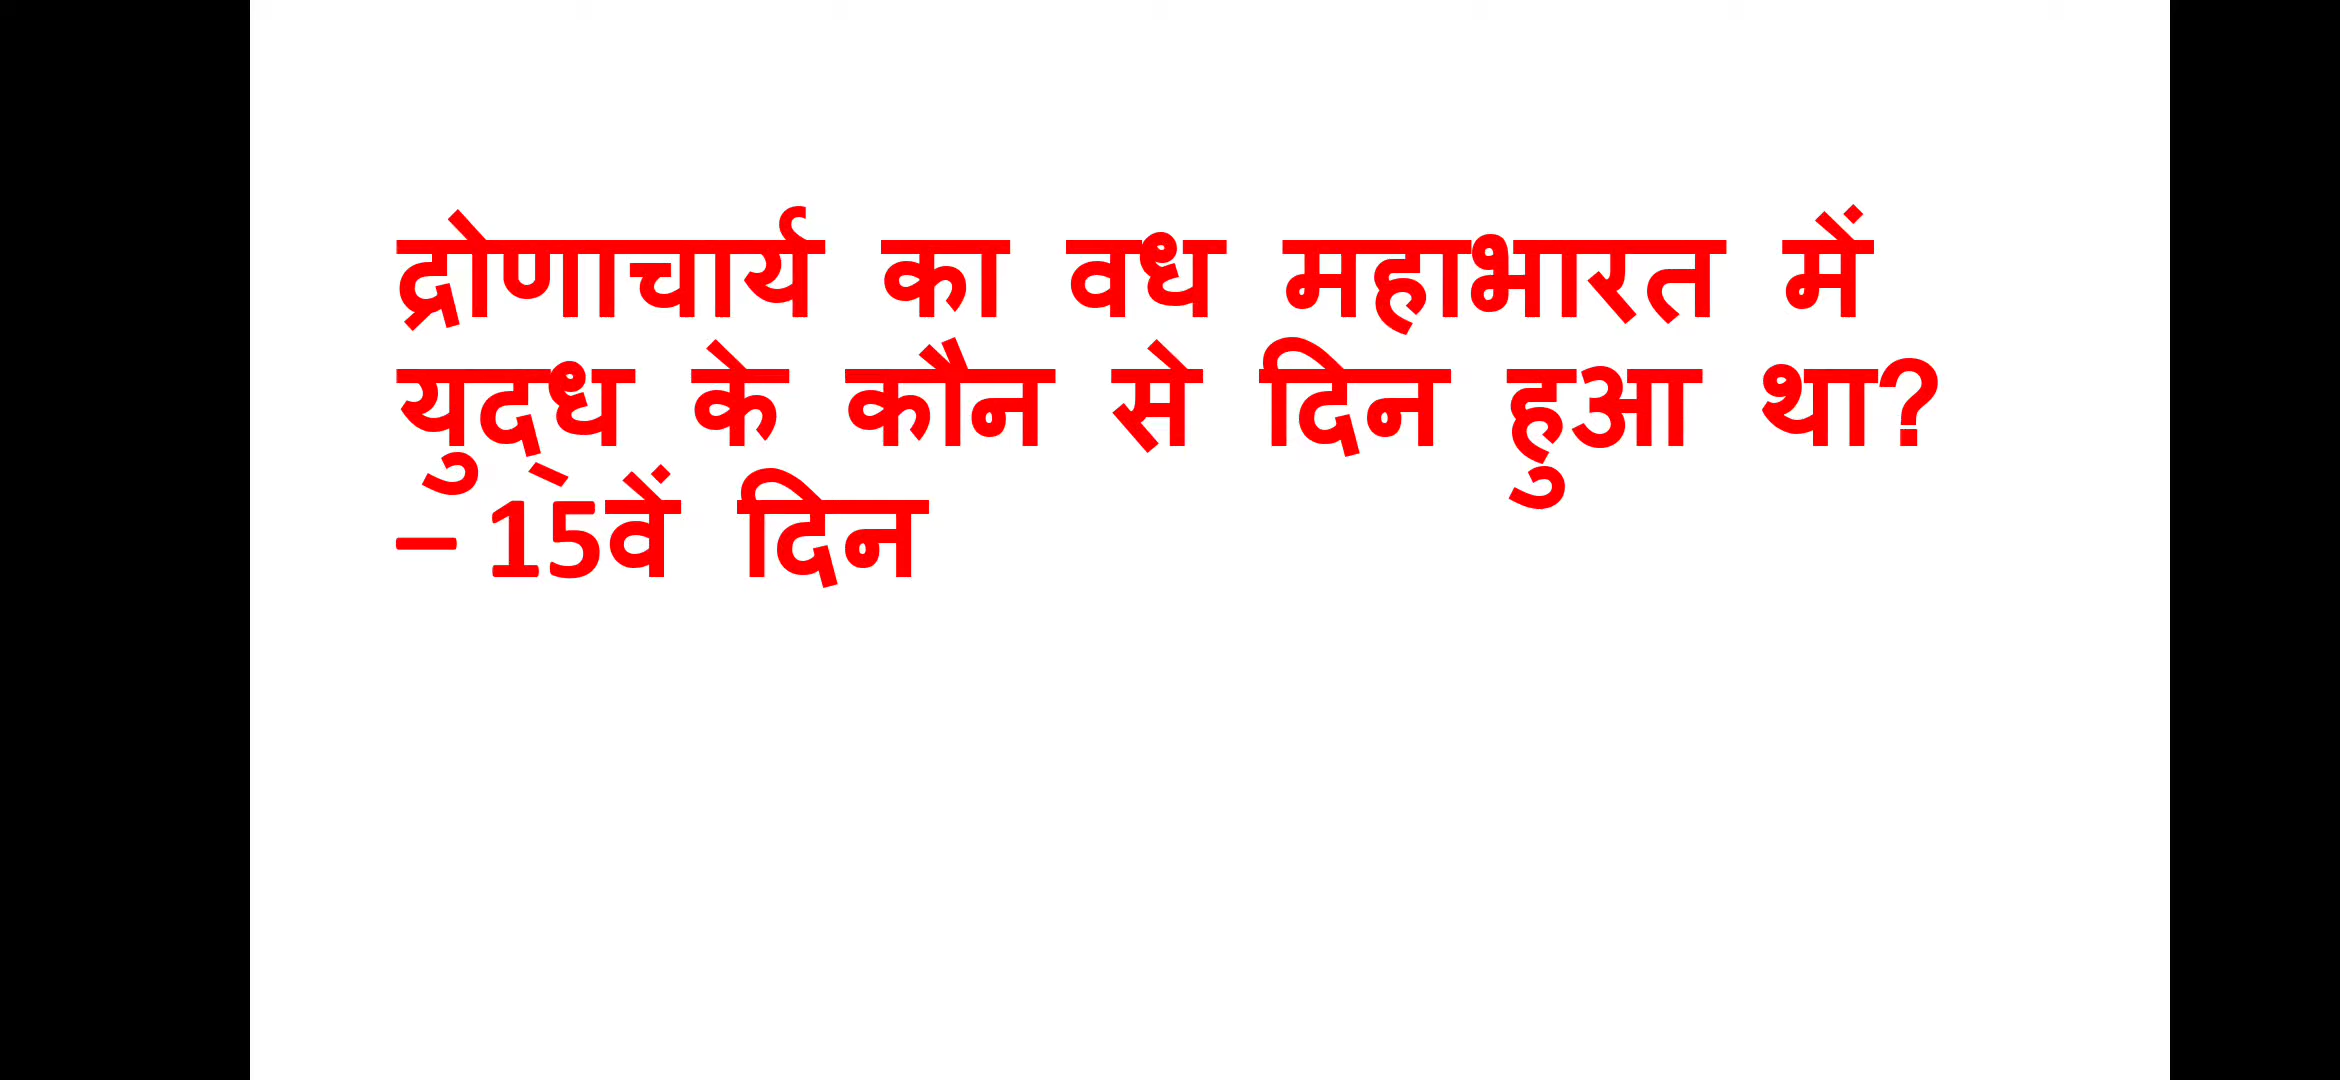 द्रोणाचार्य का वध महाभारत में
युद्ध के कौन से दिन हुआ था?
– 15वें दिन